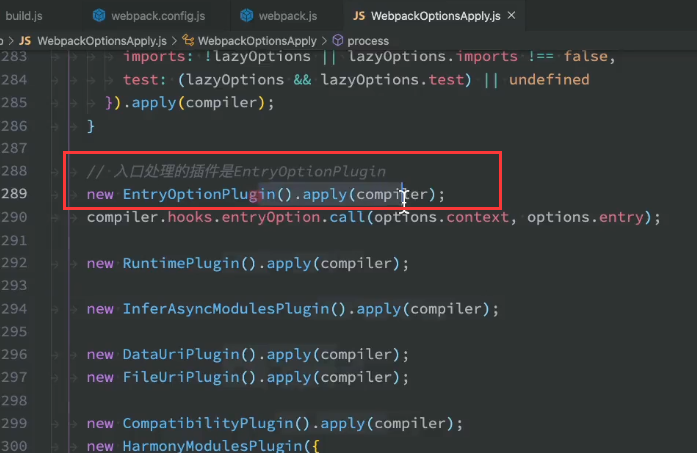 build.js webpack.config.js webpack.js JS WebpackOptionsApply.js ×
> JS WebpackOptionsApply.js > WebpackOptionsApply > process
283 imports: !lazyOptions || lazyOptions.imports !== false,
284 test: (lazyOptions && lazyOptions.test) || undefined
285 }).apply(compiler);
286 }
287
288 // 入口处理的插件是EntryOptionPlugin
289 new EntryOptionPlugin().apply(compiler);
290 compiler.hooks.entryOption.call(options.context, options.entry);
291
292 new RuntimePlugin().apply(compiler);
293
294 new InferAsyncModulesPlugin().apply(compiler);
295
296 new DataUriPlugin().apply(compiler);
297 new FileUriPlugin().apply(compiler);
298
299 new CompatibilityPlugin().apply(compiler);
300 new HarmonyModulesPlugin({